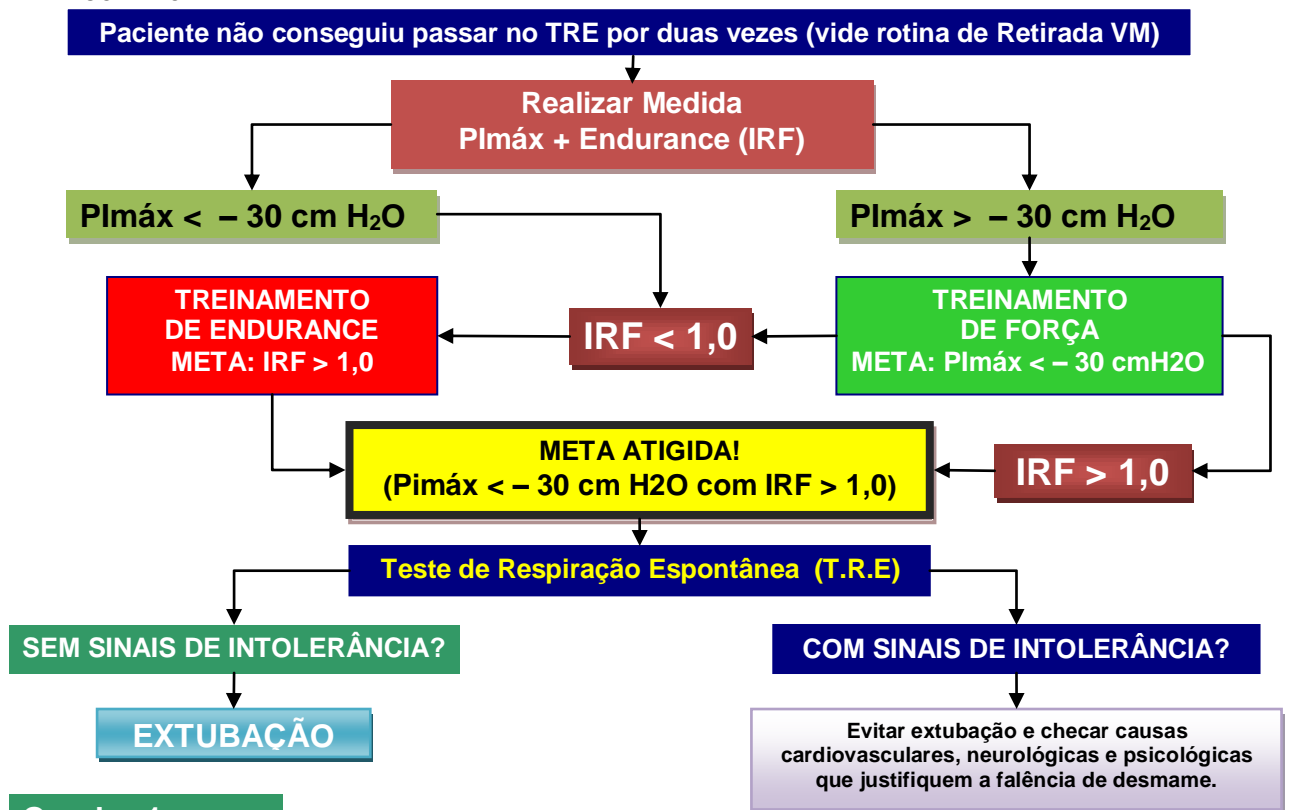 Paciente não conseguiu passar no TRE por duas vezes (vide rotina de Retirada VM)
Realizar Medida
PImáx + Endurance (IRF)
PImáx < – 30 cm H₂O
PImáx > – 30 cm H₂O
TREINAMENTO
DE ENDURANCE
META: IRF > 1,0
IRF < 1,0
TREINAMENTO
DE FORÇA
META: PImáx < – 30 cmH2O
META ATIGIDA!
(Pimáx < – 30 cm H2O com IRF > 1,0)
IRF > 1,0
Teste de Respiração Espontânea (T.R.E)
SEM SINAIS DE INTOLERÂNCIA?
COM SINAIS DE INTOLERÂNCIA?
EXTUBAÇÃO
Evitar extubação e checar causas
cardiovasculares, neurológicas e psicológicas
que justifiquem a falência de desmame.